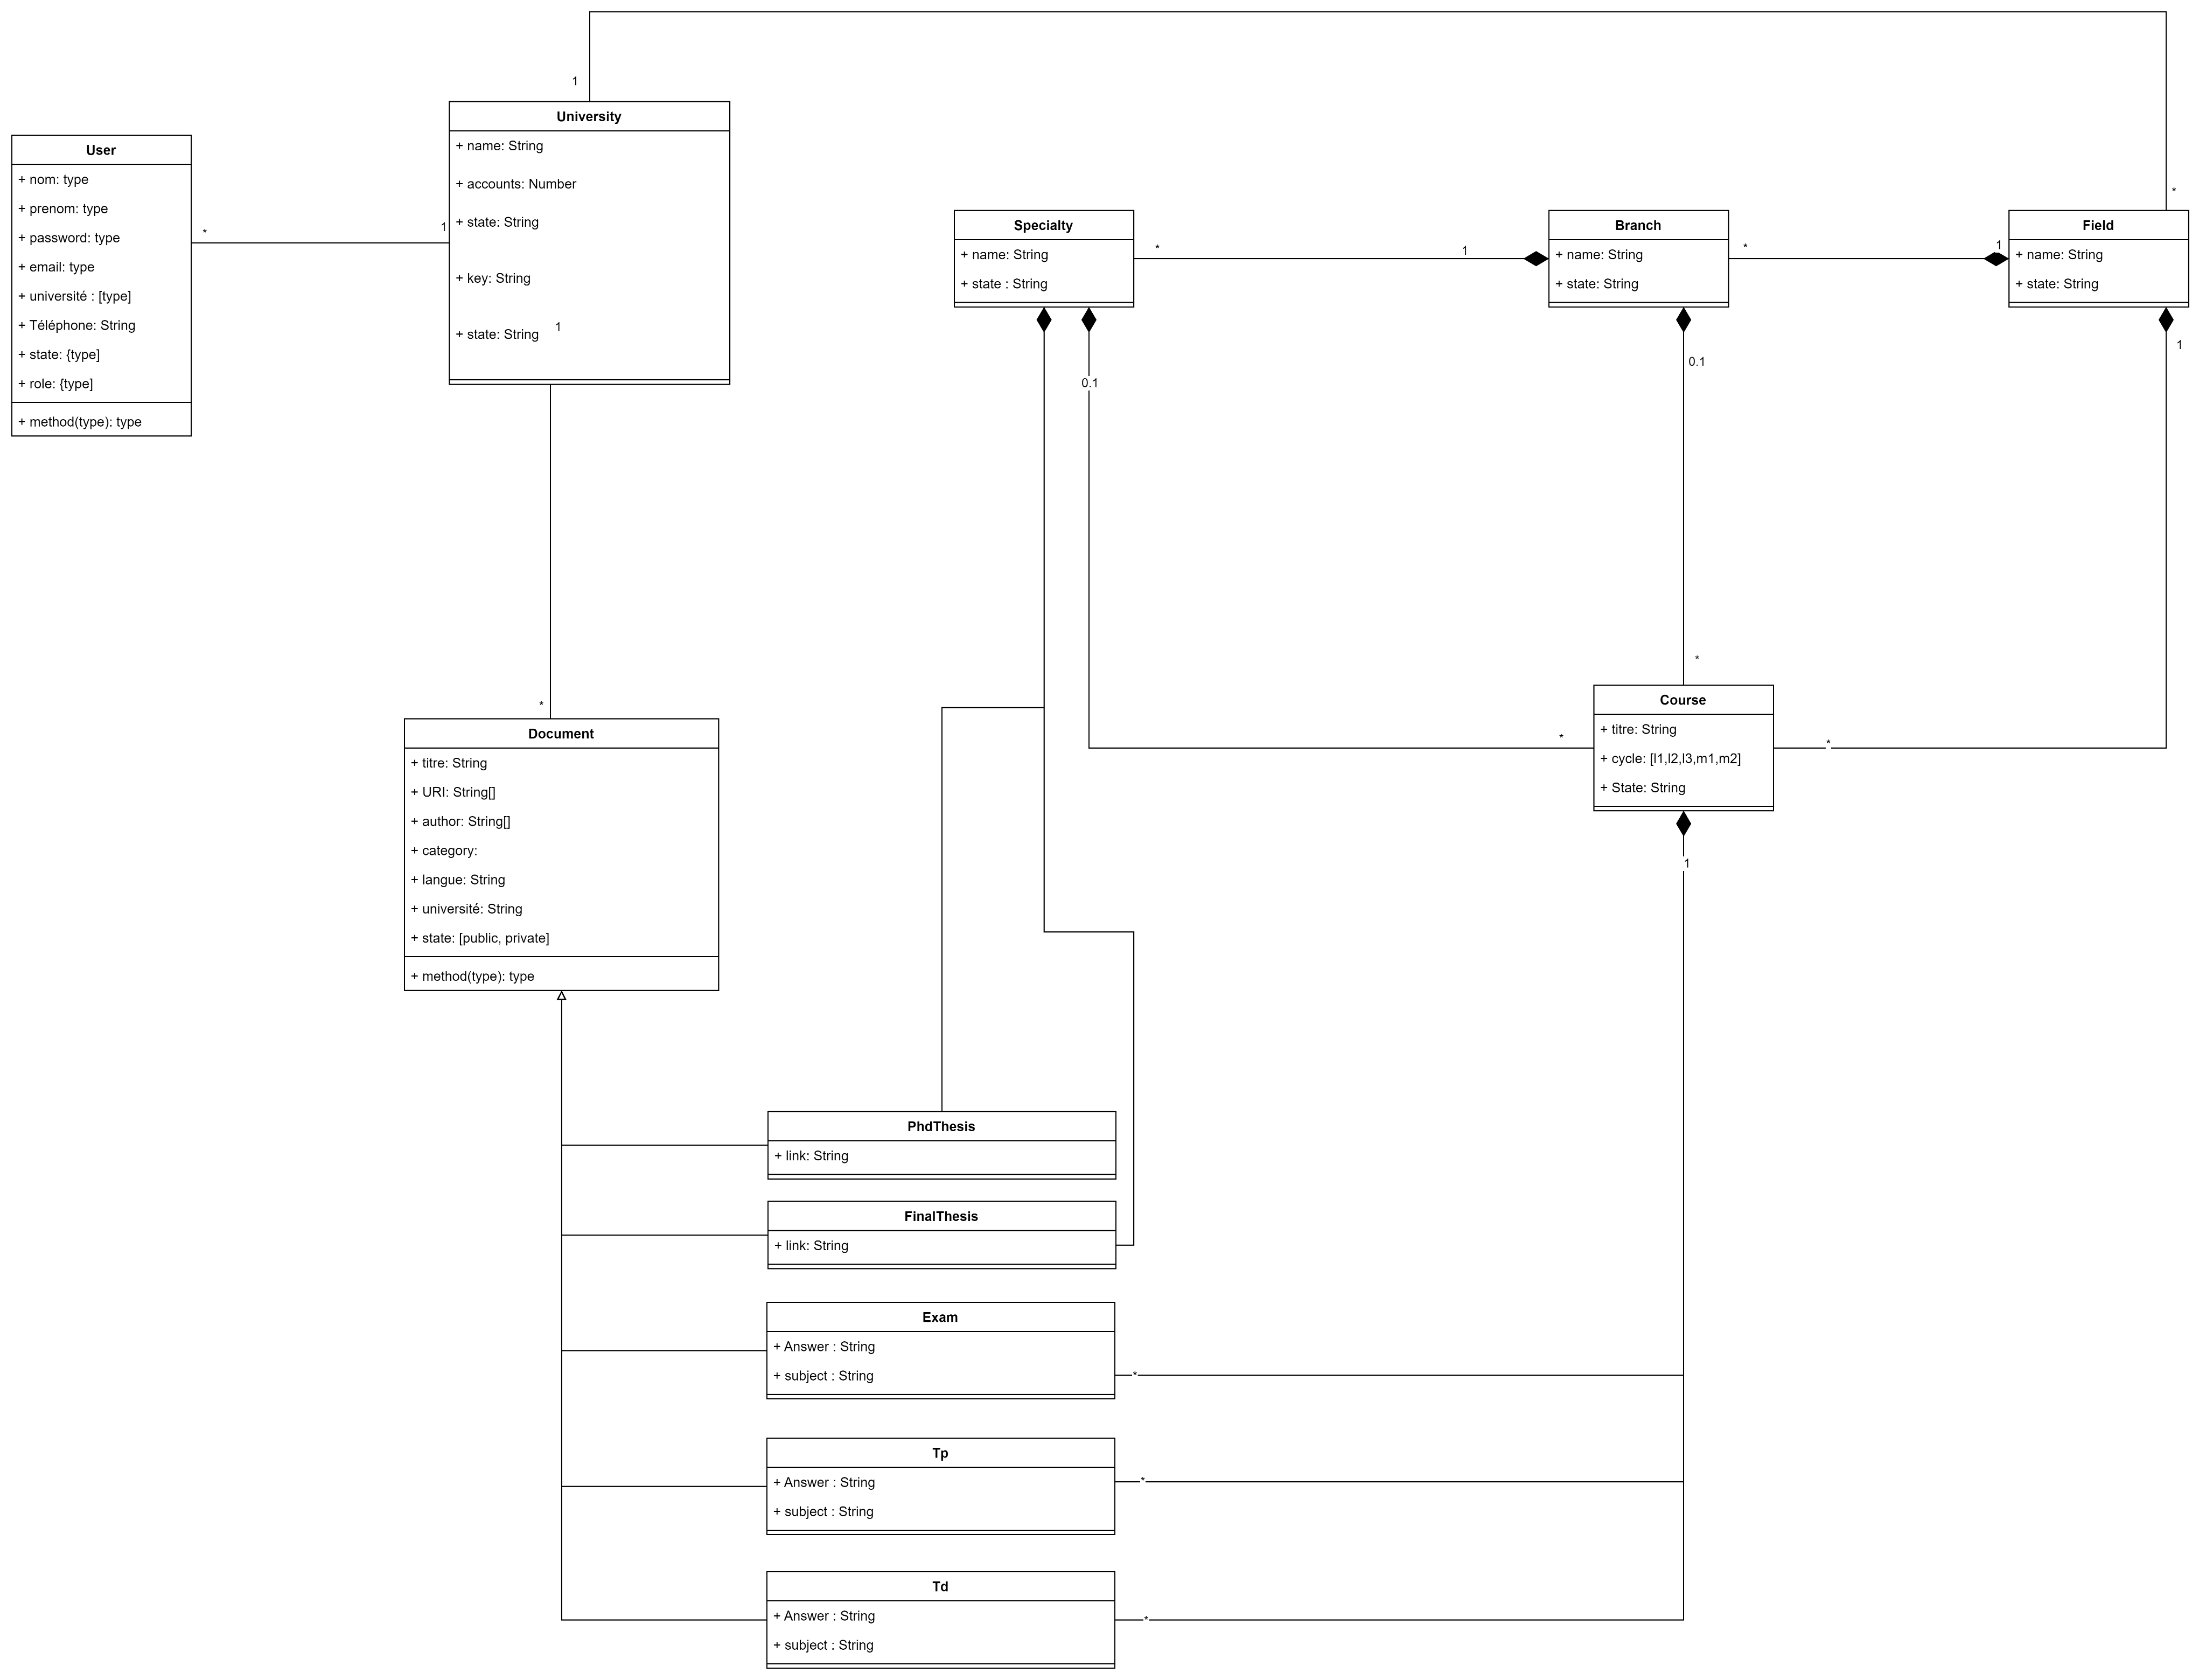 1
University
+ name: String
+ accounts: Number
+ state: String
+ key: String
+ state: String
1
User
+ nom: type
+ prenom: type
+ password: type
+ email: type
+ université : [type]
+ Téléphone: String
+ state: {type]
+ role: {type]
+ method(type): type
*
1
*
Specialty
+ name: String
+ state : String
*
1
Branch
+ name: String
+ state: String
*
1
Field
+ name: String
+ state: String
0.1
0.1
1
*
*
*
Course
+ titre: String
+ cycle: [l1,l2,l3,m1,m2]
+ State: String
1
*
Document
+ titre: String
+ URI: String[]
+ author: String[]
+ category:
+ langue: String
+ université: String
+ state: [public, private]
+ method(type): type
PhdThesis
+ link: String
FinalThesis
+ link: String
Exam
+ Answer : String
+ subject : String
*
Tp
+ Answer : String
+ subject : String
*
Td
+ Answer : String
+ subject : String
*